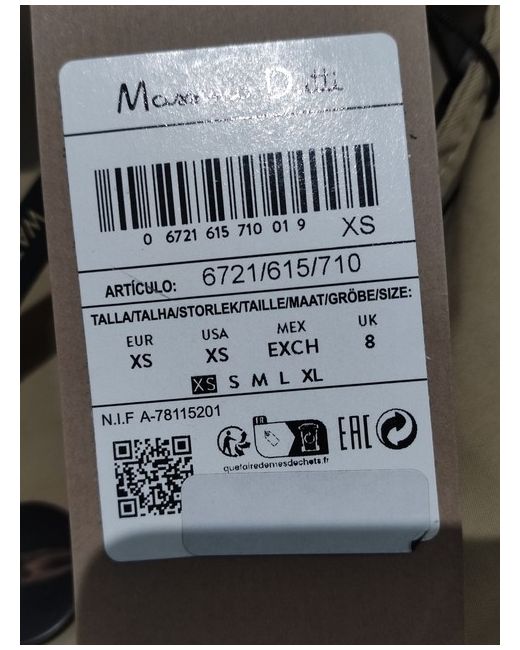 Massimo Dutti
0 6721 615 710 01 9 XS
ARTÍCULO: 6721/615/710
TALLA/TALHA/STORLEK/TAILLE/MAAT/GRÖBE/SIZE:
EUR USA MEX UK
XS XS EXCH 8
XS S M L XL
N.I.F A-78115201
FR
EAC
quefairedemesdechets.fr